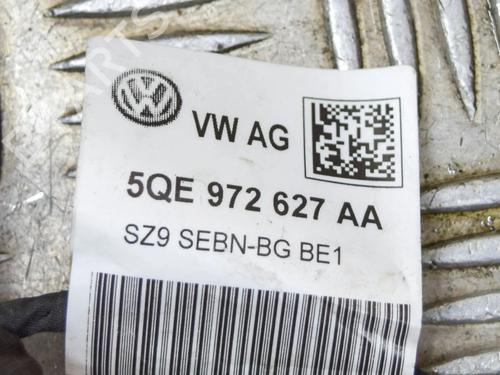 VW AG
5QE 972 627 AA
SZ9 SEBN-BG BE1